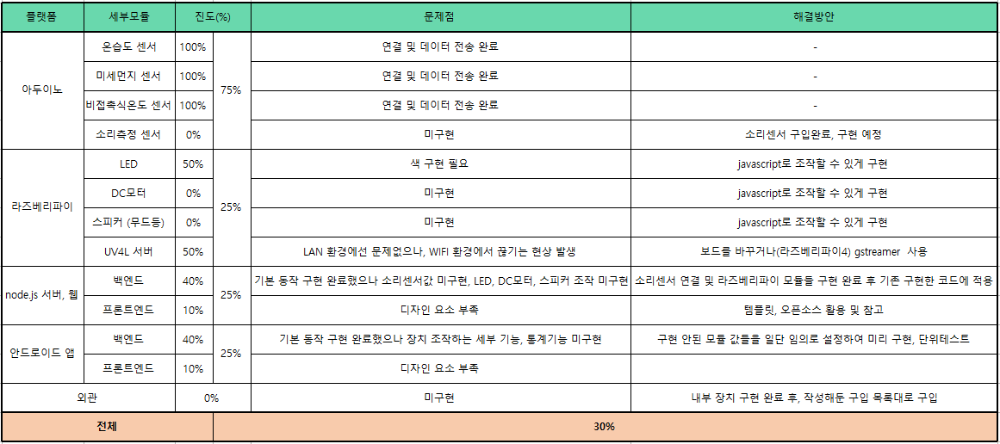 플랫폼 세부모듈 진도(%) 문제점 해결방안
온습도 센서 100% 연결 및 데이터 전송 완료 -
미세먼지 센서 100% 연결 및 데이터 전송 완료 -
아두이노 75%
비접촉식온도 센서 100% 연결 및 데이터 전송 완료 -
소리측정 센서 0% 미구현 소리센서 구입완료, 구현 예정
LED 50% 색 구현 필요 javascript로 조작할 수 있게 구현
DC모터 0% 미구현 javascript로 조작할 수 있게 구현
라즈베리파이 25%
스피커 (무드등) 0% 미구현 javascript로 조작할 수 있게 구현
UV4L 서버 50% LAN 환경에선 문제없으나, WIFI 환경에서 끊기는 현상 발생 보드를 바꾸거나(라즈베리파이4) gstreamer 사용
백엔드 40% 기본 동작 구현 완료했으나 소리센서값 미구현, LED, DC모터, 스피커 조작 미구현 소리센서 연결 및 라즈베리파이 모듈들 구현 완료 후 기존 구현한 코드에 적용
node.js 서버, 웹 25%
프론트엔드 10% 디자인 요소 부족 템플릿, 오픈소스 활용 및 참고
백엔드 40% 기본 동작 구현 완료했으나 장치 조작하는 세부 기능, 통계기능 미구현 구현 안된 모듈 값들을 일단 임의로 설정하여 미리 구현, 단위테스트
안드로이드 앱 25%
프론트엔드 10% 디자인 요소 부족
외관 0% 미구현 내부 장치 구현 완료 후, 작성해둔 구입 목록대로 구입
전체 30%